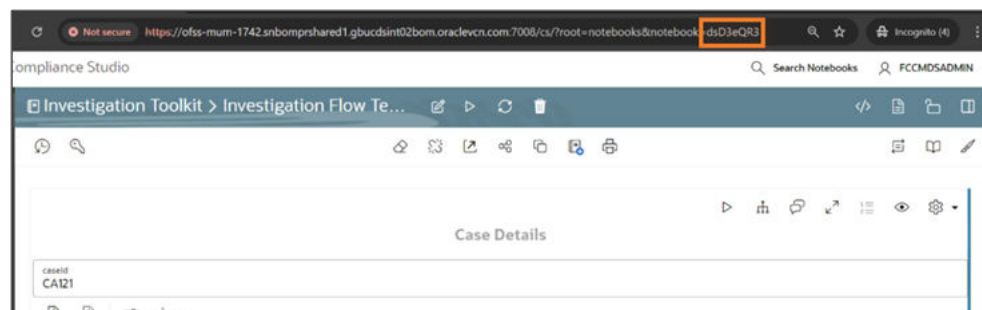 Not secure https://ofss-mum-1742.snbomprshared1.gbucdsint02bom.oraclevcn.com:7008/cs/?root=notebooks&notebook=dsD3eQR3 Incognito (4)
Compliance Studio Search Notebooks FCCMDSADMIN
Investigation Toolkit > Investigation Flow Te...
Case Details
caseId
CA121